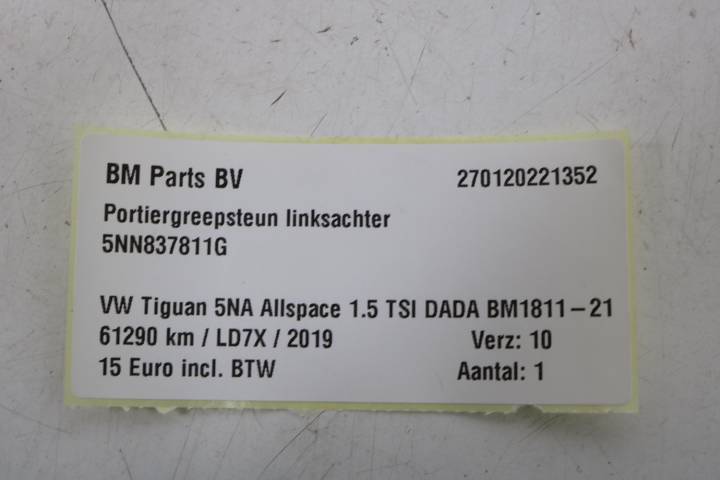 BM Parts BV 270120221352
Portiergreepsteun linksachter
5NN837811G
VW Tiguan 5NA Allspace 1.5 TSI DADA BM1811-21
61290 km / LD7X / 2019 Verz: 10
15 Euro incl. BTW Aantal: 1